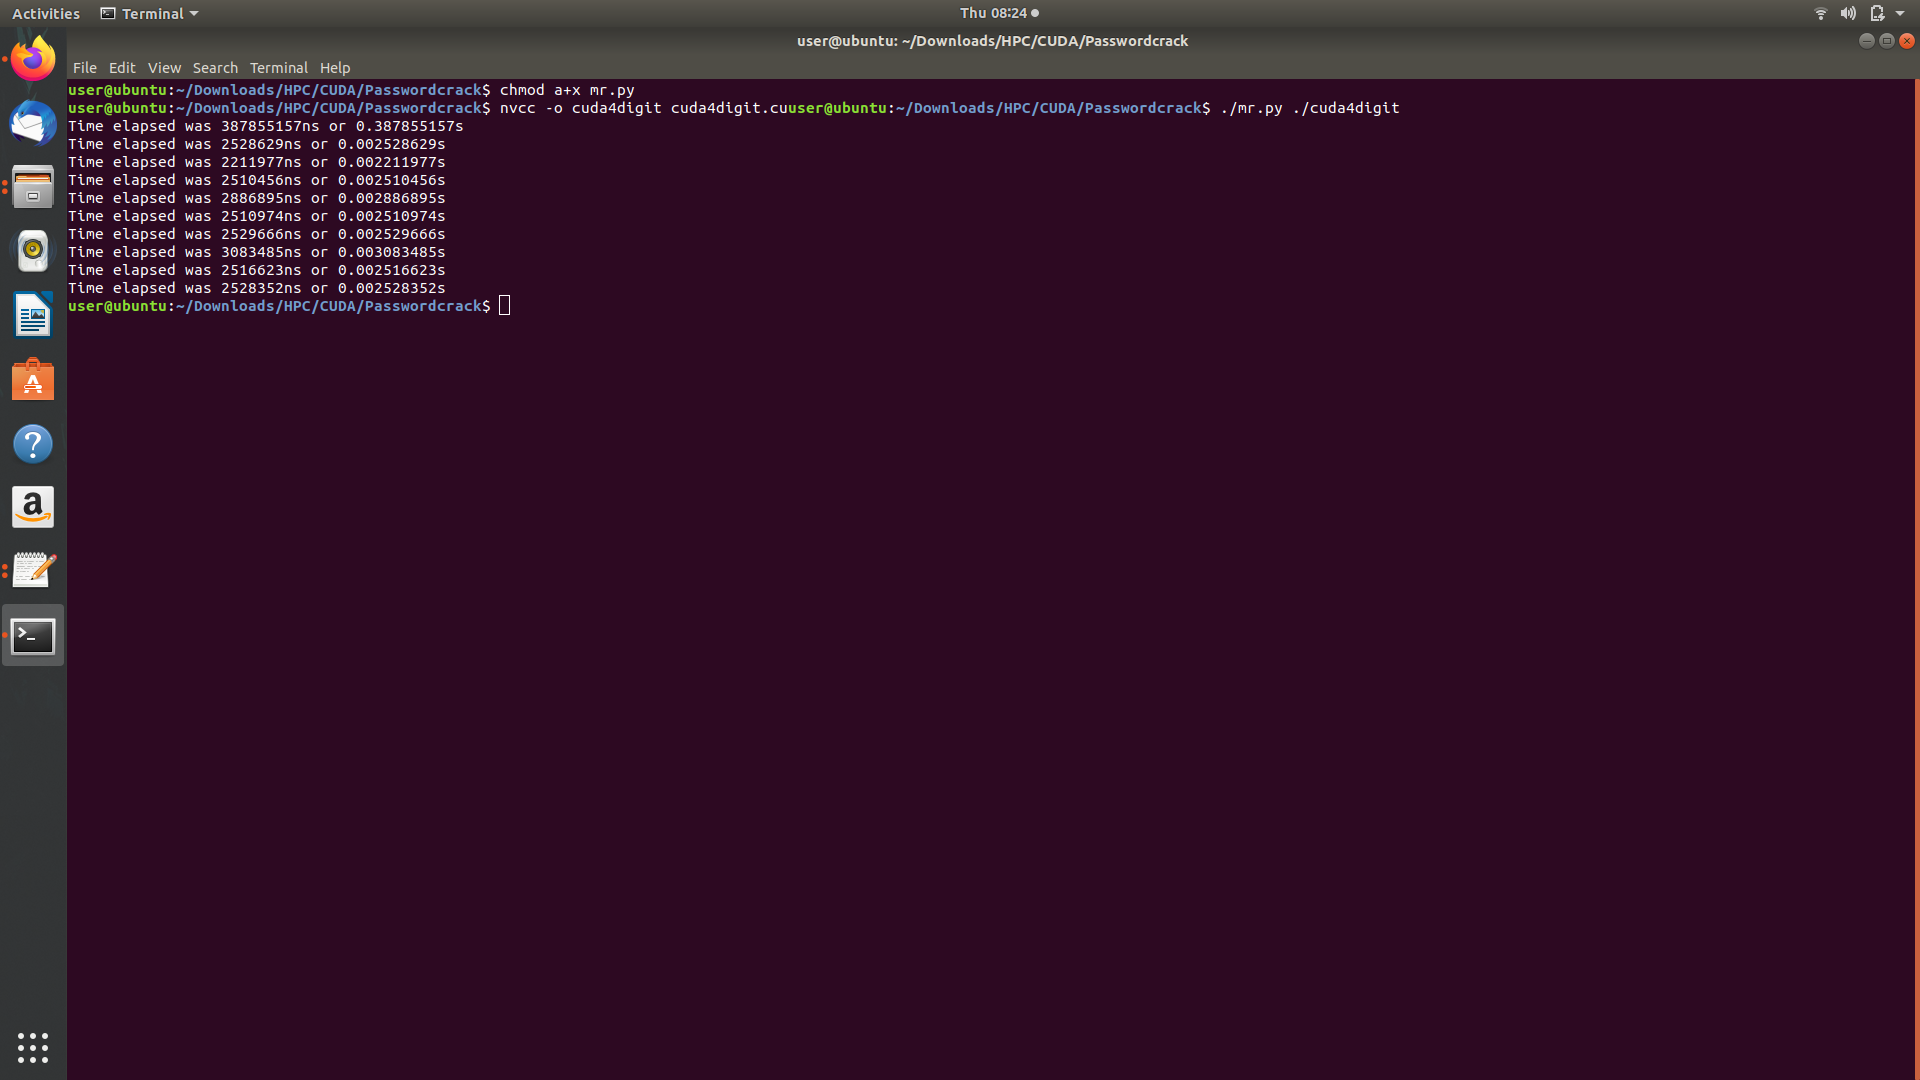 Activities Terminal Thu 08:24
user@ubuntu: ~/Downloads/HPC/CUDA/Passwordcrack
File Edit View Search Terminal Help
user@ubuntu:~/Downloads/HPC/CUDA/Passwordcrack$ chmod a+x mr.py
user@ubuntu:~/Downloads/HPC/CUDA/Passwordcrack$ nvcc -o cuda4digit cuda4digit.cuuser@ubuntu:~/Downloads/HPC/CUDA/Passwordcrack$ ./mr.py ./cuda4digit
Time elapsed was 387855157ns or 0.387855157s
Time elapsed was 2528629ns or 0.002528629s
Time elapsed was 2211977ns or 0.002211977s
Time elapsed was 2510456ns or 0.002510456s
Time elapsed was 2886895ns or 0.002886895s
Time elapsed was 2510974ns or 0.002510974s
Time elapsed was 2529666ns or 0.002529666s
Time elapsed was 3083485ns or 0.003083485s
Time elapsed was 2516623ns or 0.002516623s
Time elapsed was 2528352ns or 0.002528352s
user@ubuntu:~/Downloads/HPC/CUDA/Passwordcrack$